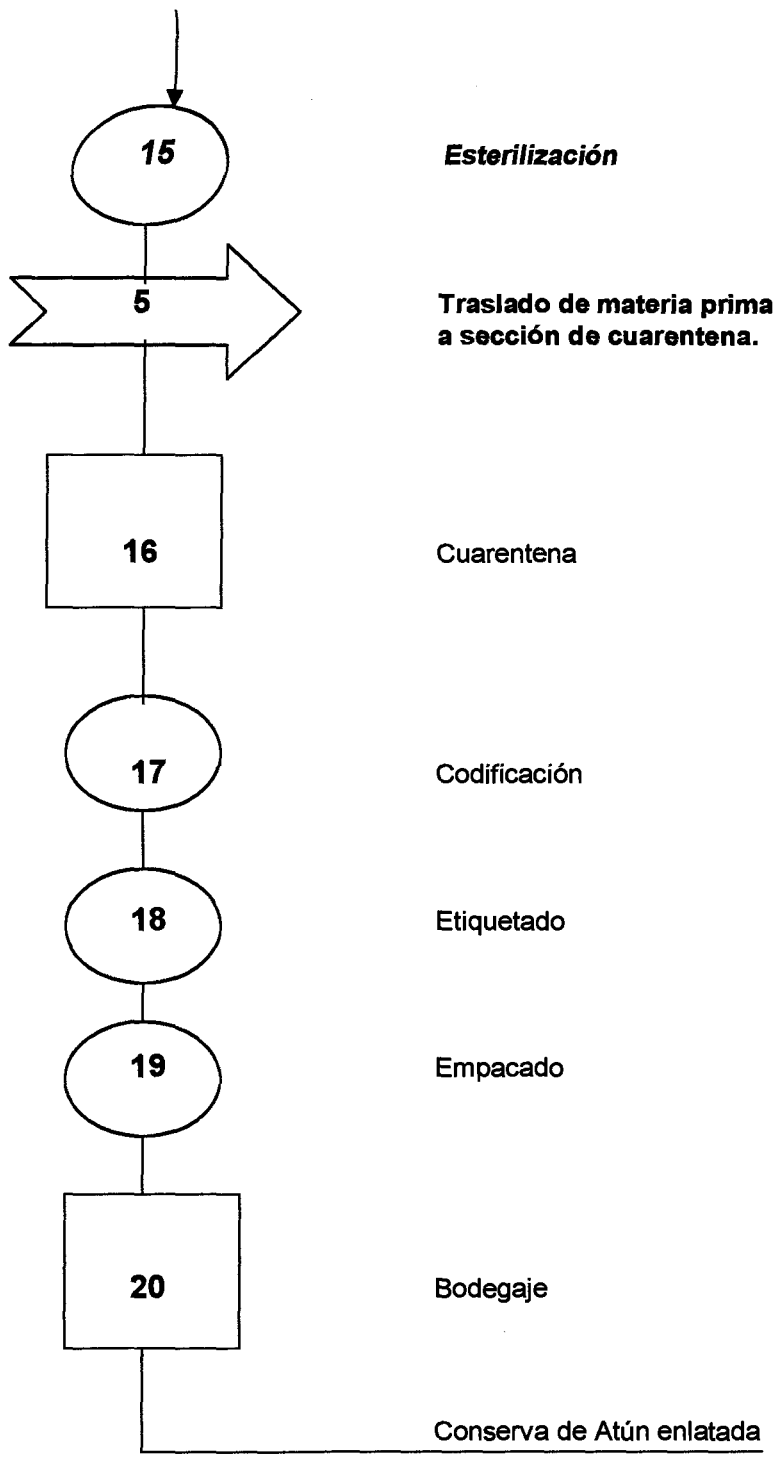 15 Esterilización
5 Traslado de materia prima
a sección de cuarentena.
16 Cuarentena
17 Codificación
18 Etiquetado
19 Empacado
20 Bodegaje
Conserva de Atún enlatada